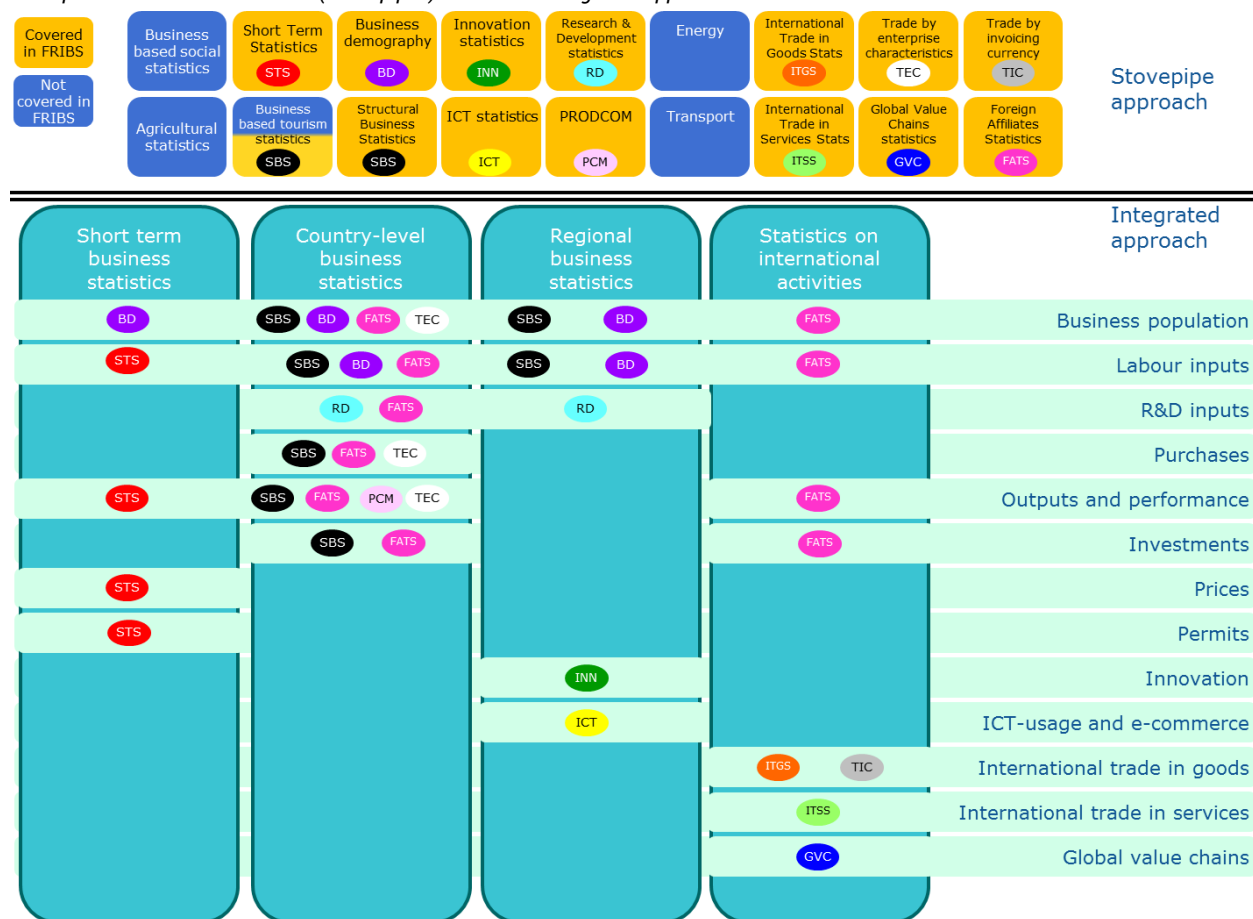 Covered
in FRIBS
Not
covered in
FRIBS
Business
based social
statistics
Short Term
Statistics
STS
Business
demography
BD
Innovation
statistics
INN
Research &
Development
statistics
RD
Energy
International
Trade in
Goods Stats
ITGS
Trade by
enterprise
characteristics
TEC
Trade by
invoicing
currency
TIC
Stovepipe
approach
Agricultural
statistics
Business
based tourism
statistics
SBS
Structural
Business
Statistics
SBS
ICT statistics
ICT
PRODCOM
PCM
Transport
International
Trade in
Services Stats
ITSS
Global Value
Chains
statistics
GVC
Foreign
Affiliates
Statistics
FATS
Integrated
approach
Short term
business
statistics
Country-level
business
statistics
Regional
business
statistics
Statistics on
international
activities
BD SBS BD FATS TEC SBS BD FATS Business population
STS SBS BD FATS SBS BD FATS Labour inputs
RD FATS RD R&D inputs
SBS FATS TEC Purchases
STS SBS FATS PCM TEC FATS Outputs and performance
SBS FATS FATS Investments
STS Prices
STS Permits
INN Innovation
ICT ICT-usage and e-commerce
ITGS TIC International trade in goods
ITSS International trade in services
GVC Global value chains